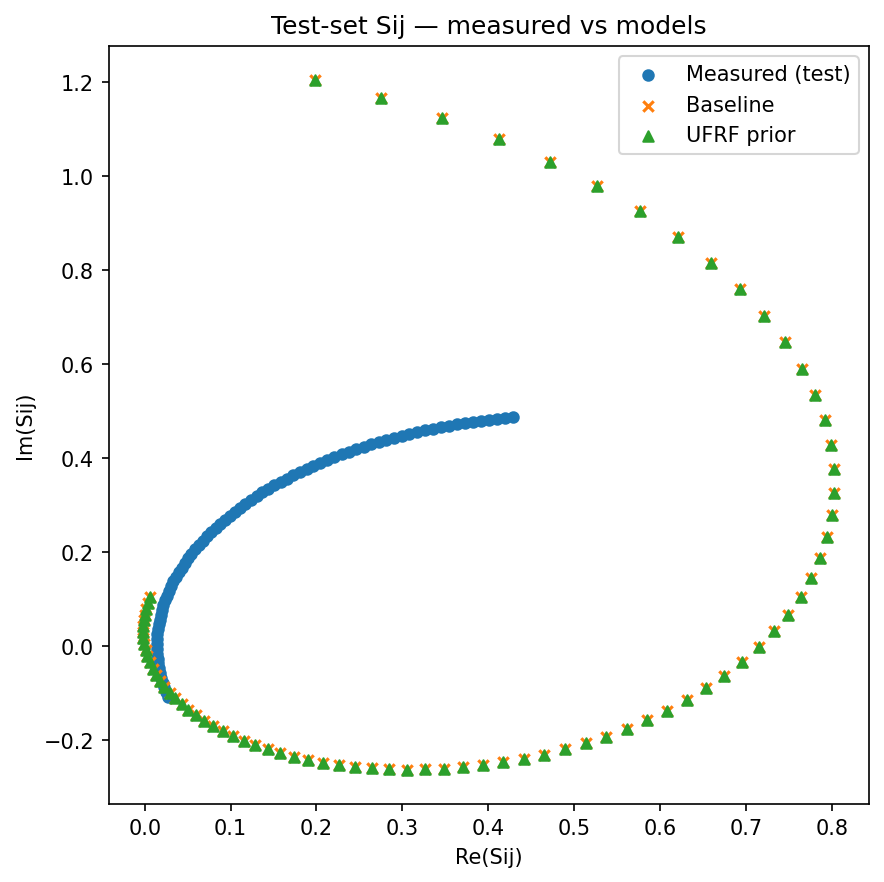 Test-set Sij — measured vs models
Measured (test)
Baseline
UFRF prior
1.2
1.0
0.8
0.6
0.4
0.2
0.0
−0.2
Im(Sij)
0.0 0.1 0.2 0.3 0.4 0.5 0.6 0.7 0.8
Re(Sij)